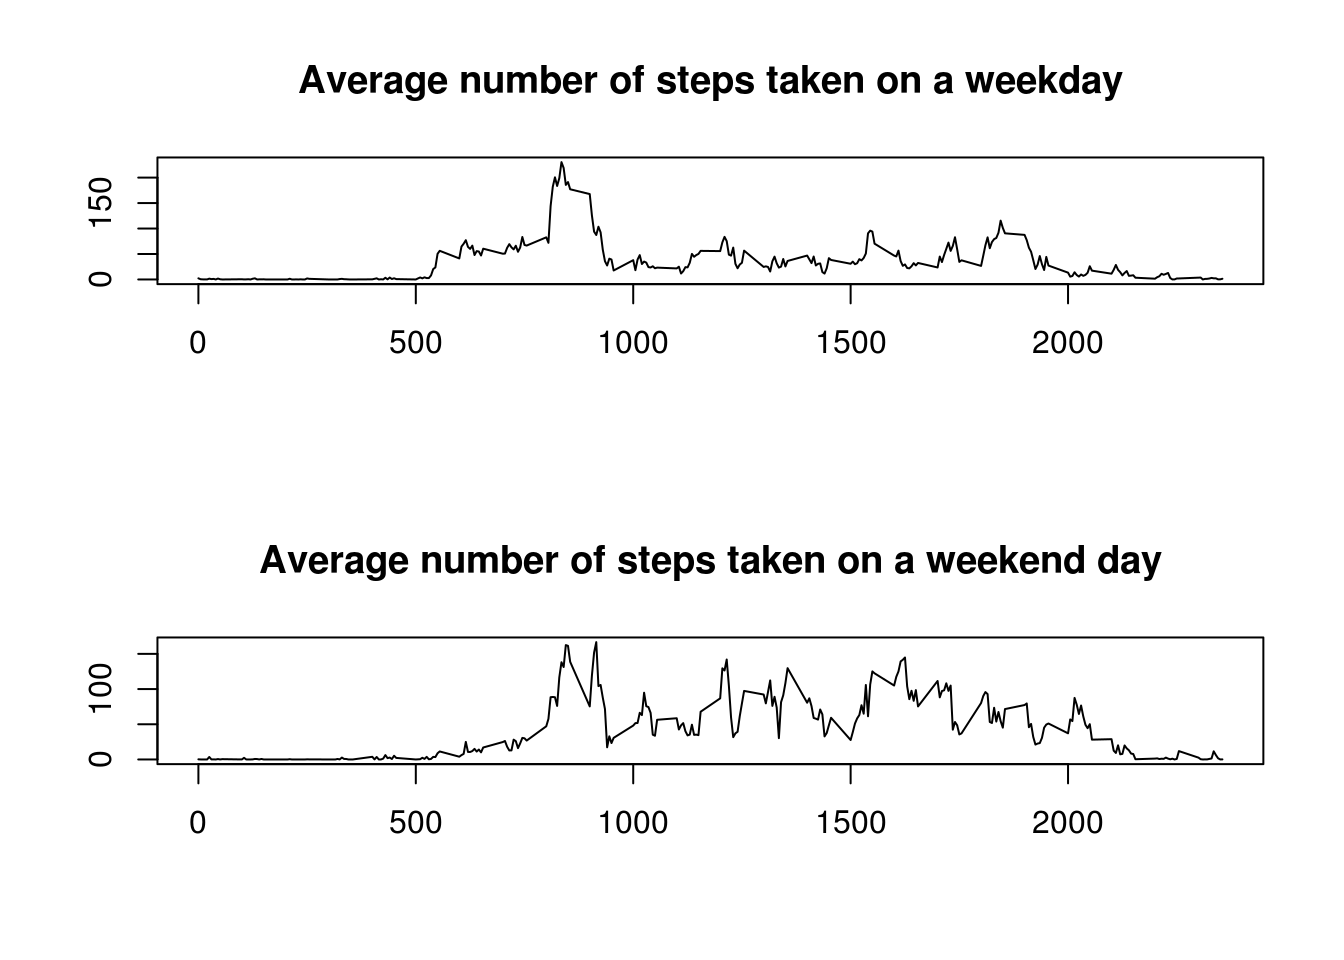 Average number of steps taken on a weekday
150
0
0 500 1000 1500 2000
Average number of steps taken on a weekend day
100
0
0 500 1000 1500 2000